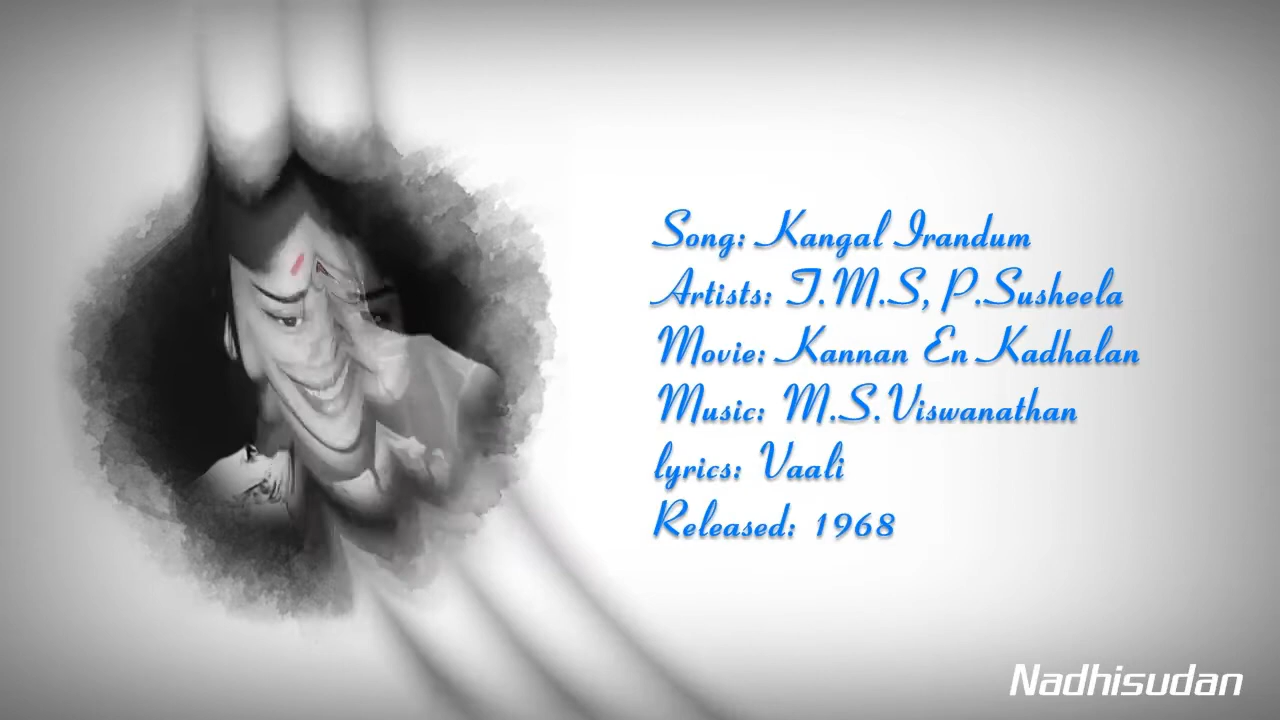 Song: Kangal Irandum
Artists: T.M.S, P.Susheela
Movie: Kannan En Kadhalan
Music: M.S.Viswanathan
lyrics: Vaali
Released: 1968
Nadhisudan